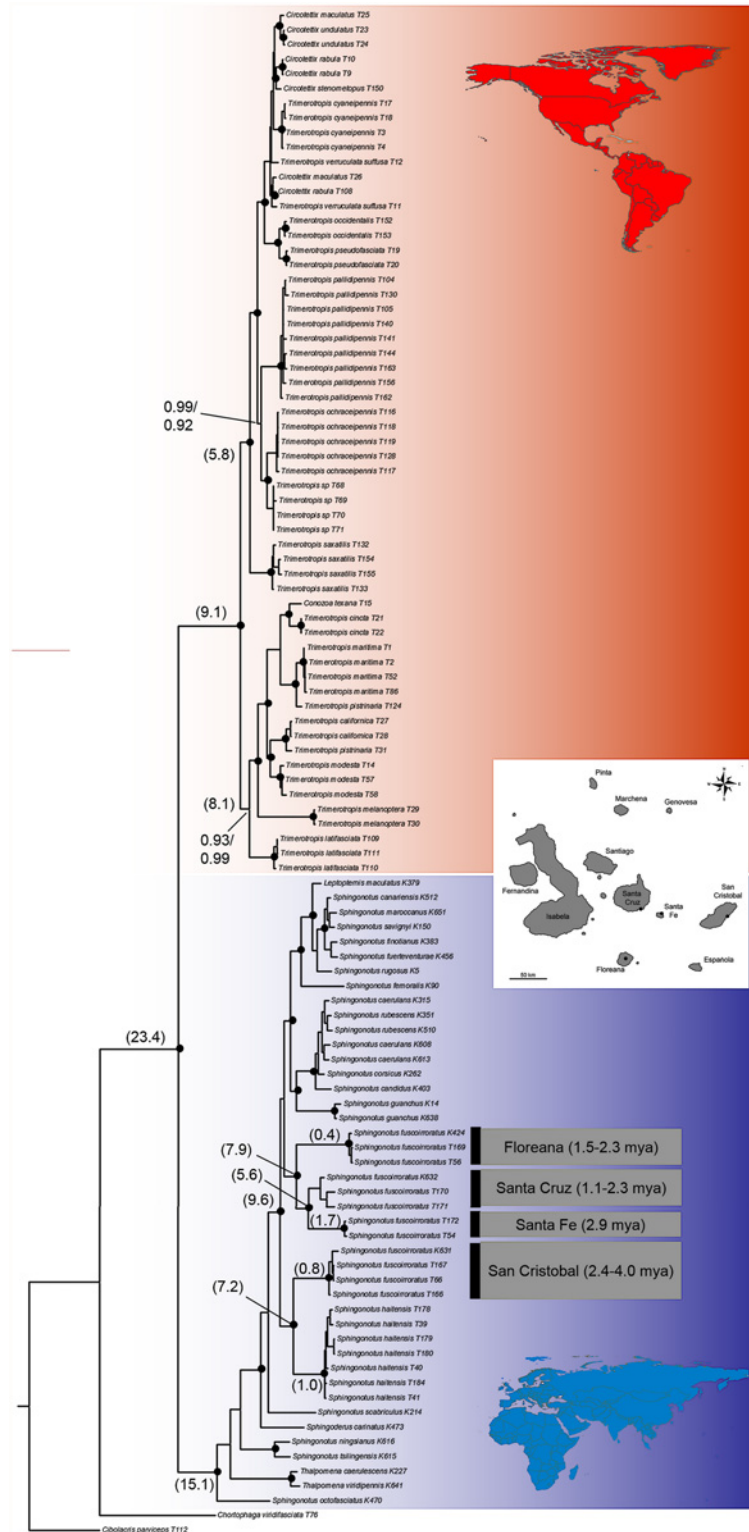 Circotettix maculatus T25
Circotettix undulatus T23
Circotettix undulatus T24
Circotettix rabula T10
Circotettix rabula T9
Circotettix stenometopus T150
Trimerotropis cyaneipennis T17
Trimerotropis cyaneipennis T18
Trimerotropis cyaneipennis T3
Trimerotropis cyaneipennis T4
Trimerotropis verruculata suffusa T12
Circotettix maculatus T26
Circotettix rabula T108
Trimerotropis verruculata suffusa T11
Trimerotropis occidentalis T152
Trimerotropis occidentalis T153
Trimerotropis pseudofasciata T19
Trimerotropis pseudofasciata T20
Trimerotropis pallidipennis T104
Trimerotropis pallidipennis T130
Trimerotropis pallidipennis T105
Trimerotropis pallidipennis T140
Trimerotropis pallidipennis T141
Trimerotropis pallidipennis T144
Trimerotropis pallidipennis T163
Trimerotropis pallidipennis T156
Trimerotropis pallidipennis T162
0.99/
0.92
Trimerotropis ochraceipennis T116
Trimerotropis ochraceipennis T118
Trimerotropis ochraceipennis T119
Trimerotropis ochraceipennis T128
Trimerotropis ochraceipennis T117
(5.8)
Trimerotropis sp T68
Trimerotropis sp T69
Trimerotropis sp T70
Trimerotropis sp T71
Trimerotropis saxatilis T132
Trimerotropis saxatilis T154
Trimerotropis saxatilis T155
Trimerotropis saxatilis T133
(9.1)
Conozoa texana T15
Trimerotropis cincta T21
Trimerotropis cincta T22
Trimerotropis maritima T1
Trimerotropis maritima T2
Trimerotropis maritima T52
Trimerotropis maritima T86
Trimerotropis pistrinaria T124
Trimerotropis californica T27
Trimerotropis californica T28
Trimerotropis pistrinaria T31
Trimerotropis modesta T14
Trimerotropis modesta T57
Trimerotropis modesta T58
(8.1)
0.93/
0.99
Trimerotropis melanoptera T29
Trimerotropis melanoptera T30
Trimerotropis latifasciata T109
Trimerotropis latifasciata T111
Trimerotropis latifasciata T110
Pinta
Marchena
Genovesa
Santiago
Fernandina
Santa
Cruz
Santa
Fe
San
Cristobal
Isabela
Floreana
Española
50 km
Leptopternis maculatus K379
Sphingonotus canariensis K512
Sphingonotus maroccanus K651
Sphingonotus savignyi K150
Sphingonotus finotianus K383
Sphingonotus fuerteventurae K456
Sphingonotus rugosus K5
Sphingonotus femoralis K90
Sphingonotus caerulans K315
Sphingonotus rubescens K351
Sphingonotus rubescens K510
Sphingonotus caerulans K608
Sphingonotus caerulans K613
Sphingonotus corsicus K262
Sphingonotus candidus K403
Sphingonotus guanchus K14
Sphingonotus guanchus K638
(23.4)
(0.4)
Sphingonotus fuscoirroratus K424
Sphingonotus fuscoirroratus T169
Sphingonotus fuscoirroratus T56
Floreana (1.5-2.3 mya)
(7.9)
(5.6)
(9.6)
Sphingonotus fuscoirroratus K632
Sphingonotus fuscoirroratus T170
Sphingonotus fuscoirroratus T171
Santa Cruz (1.1-2.3 mya)
(1.7)
Sphingonotus fuscoirroratus T172
Sphingonotus fuscoirroratus T54
Santa Fe (2.9 mya)
(0.8)
Sphingonotus fuscoirroratus K631
Sphingonotus fuscoirroratus T167
Sphingonotus fuscoirroratus T66
Sphingonotus fuscoirroratus T166
San Cristobal (2.4-4.0 mya)
(7.2)
Sphingonotus haitensis T178
Sphingonotus haitensis T39
Sphingonotus haitensis T179
Sphingonotus haitensis T180
Sphingonotus haitensis T40
Sphingonotus haitensis T184
Sphingonotus haitensis T41
(1.0)
Sphingonotus scabriculus K214
Sphingoderus carinatus K473
Sphingonotus ningsianus K616
Sphingonotus tsilingensis K615
Thalpomena caerulescens K227
Thalpomena viridipennis K641
(15.1)
Sphingonotus octofasciatus K470
Chortophaga viridifasciata T76
Cibolacris parviceps T112